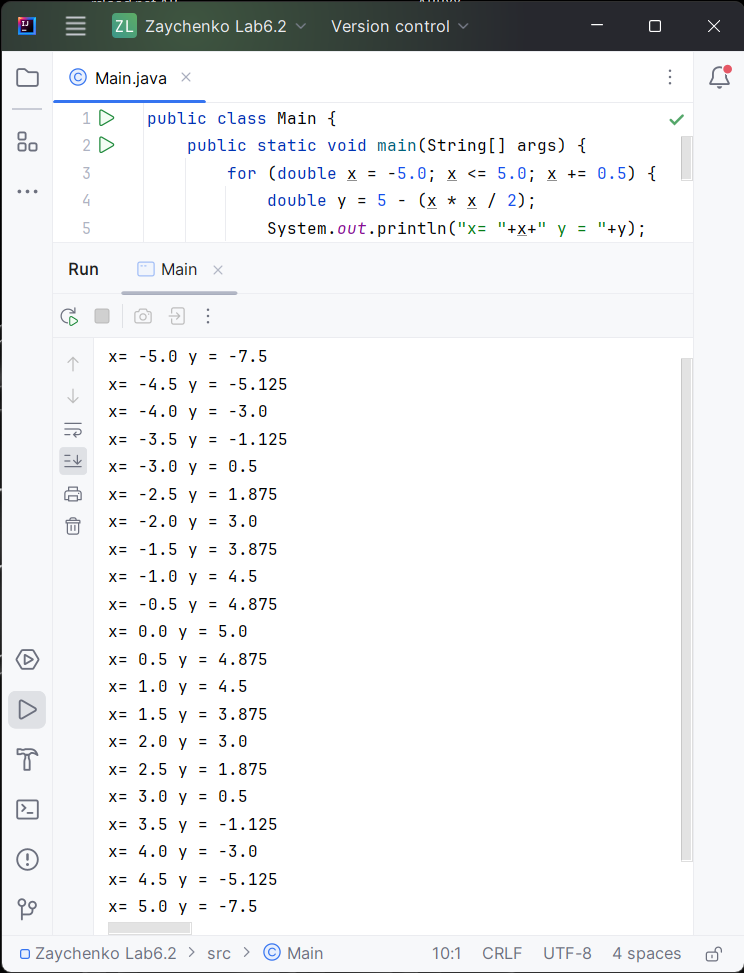 ZL Zaychenko Lab6.2 Version control
Main.java
1 public class Main {
2 public static void main(String[] args) {
3 for (double x = -5.0; x <= 5.0; x += 0.5) {
4 double y = 5 - (x * x / 2);
5 System.out.println("x= "+x+" y = "+y);
Run Main
x= -5.0 y = -7.5
x= -4.5 y = -5.125
x= -4.0 y = -3.0
x= -3.5 y = -1.125
x= -3.0 y = 0.5
x= -2.5 y = 1.875
x= -2.0 y = 3.0
x= -1.5 y = 3.875
x= -1.0 y = 4.5
x= -0.5 y = 4.875
x= 0.0 y = 5.0
x= 0.5 y = 4.875
x= 1.0 y = 4.5
x= 1.5 y = 3.875
x= 2.0 y = 3.0
x= 2.5 y = 1.875
x= 3.0 y = 0.5
x= 3.5 y = -1.125
x= 4.0 y = -3.0
x= 4.5 y = -5.125
x= 5.0 y = -7.5
Zaychenko Lab6.2 > src > Main 10:1 CRLF UTF-8 4 spaces